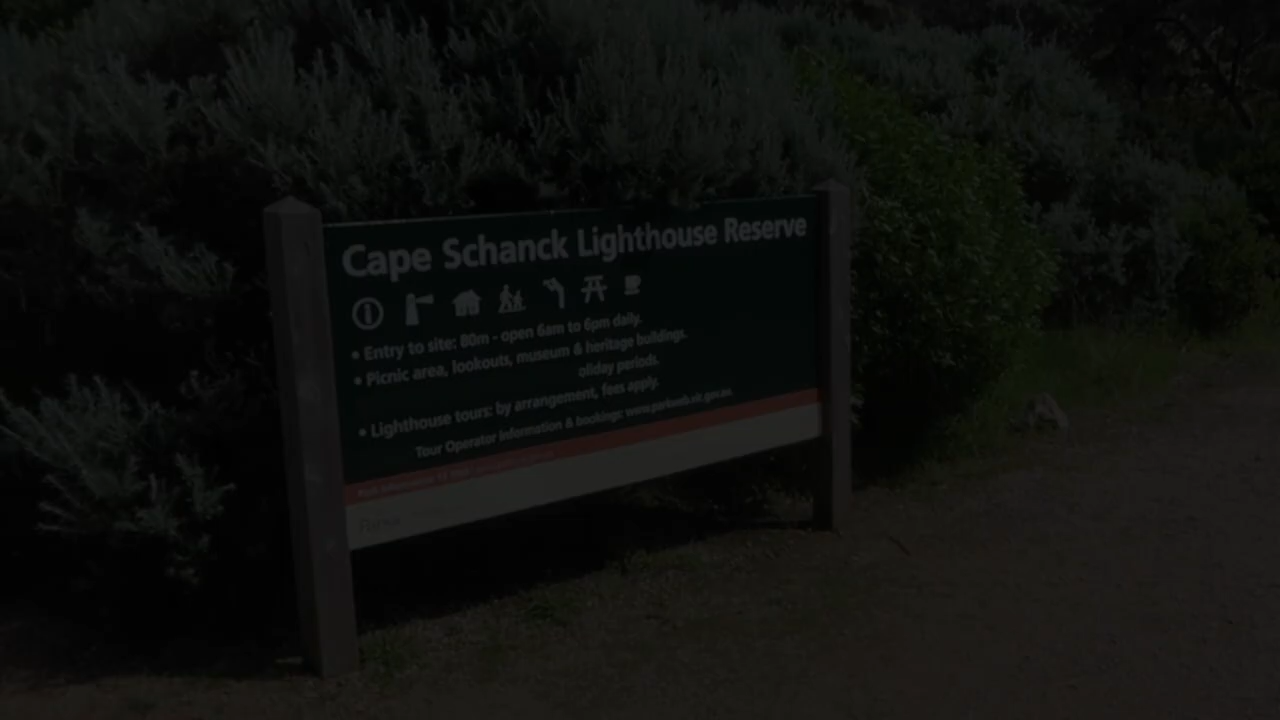 Cape Schanck Lighthouse Reserve
• Entry to site: 80m - open 6am to 6pm daily.
• Picnic area, lookouts, museum & heritage buildings.
oliday periods.
• Lighthouse tours: by arrangement, fees apply.
Tour Operator information & bookings: www.parkweb.vic.gov.au.
Parks